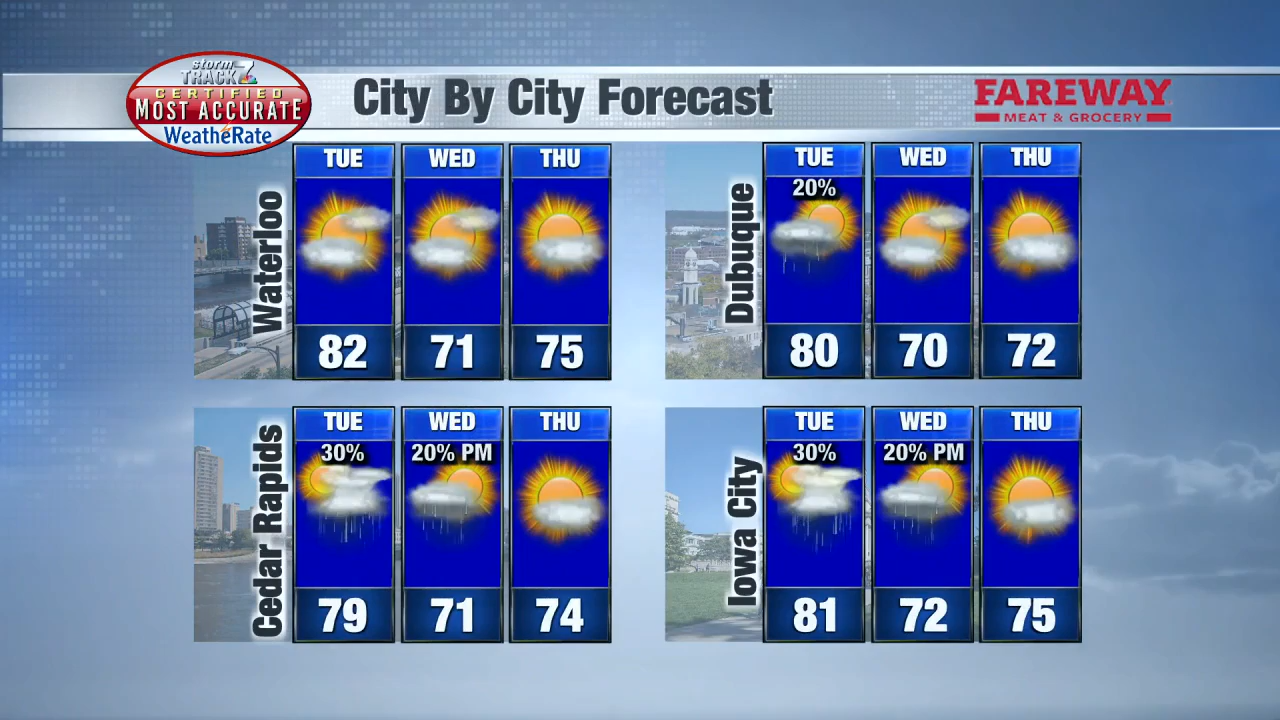 storm
TRACK 7
CERTIFIED
MOST ACCURATE
WeatheRate
City By City Forecast
FAREWAY
MEAT & GROCERY
Waterloo
TUE WED THU
82 71 75
Dubuque
TUE WED THU
20%
80 70 72
Cedar Rapids
TUE WED THU
30% 20% PM
79 71 74
Iowa City
TUE WED THU
30% 20% PM
81 72 75